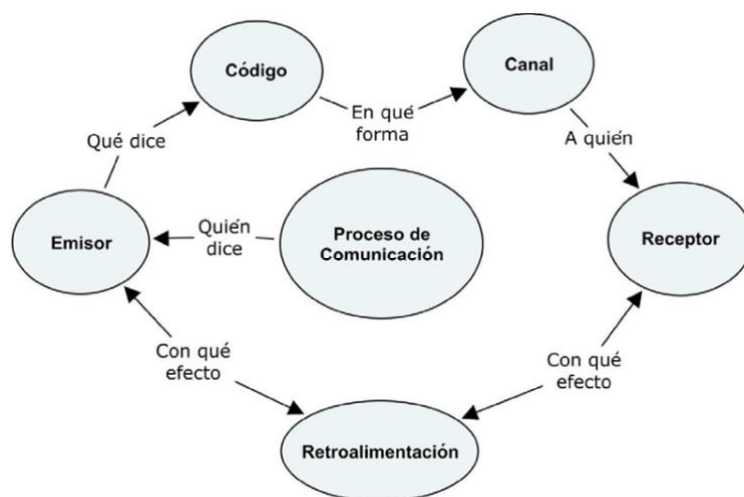 Código
Canal
En qué
forma
Qué dice
A quién
Emisor
Quién
dice
Proceso de
Comunicación
Receptor
Con qué
efecto
Con qué
efecto
Retroalimentación